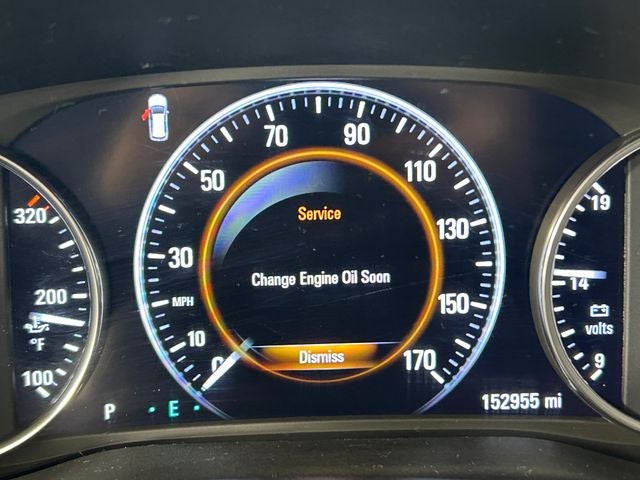 70 90
50 110
Service
320 130 19
30
Change Engine Oil Soon
200 14
MPH 150
°F 10 volts
100 0 Dismiss 170 9
P E 152955 mi